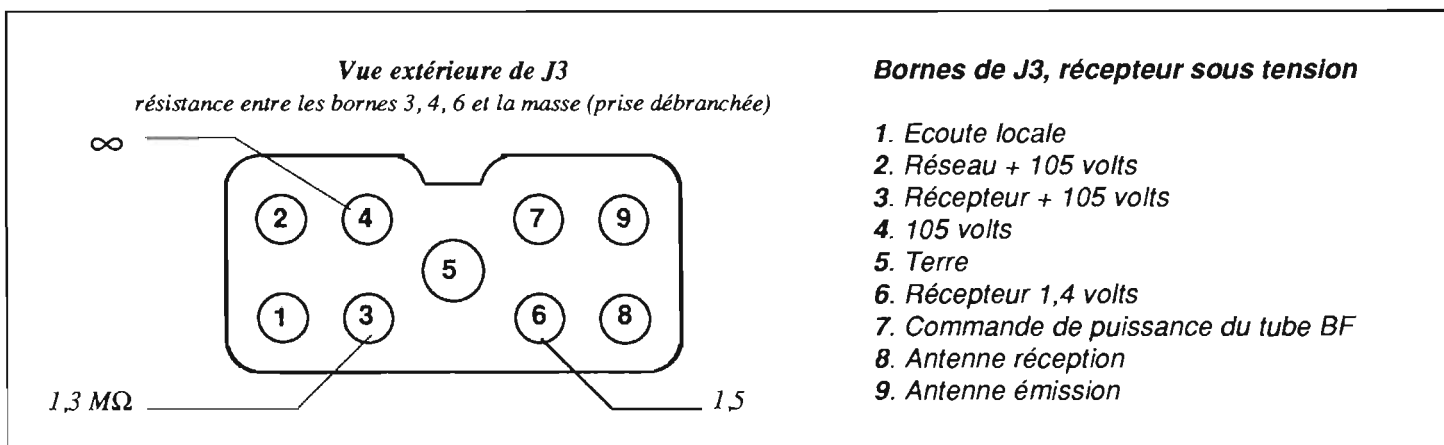 Vue extérieure de J3
résistance entre les bornes 3, 4, 6 et la masse (prise débranchée)
∞
2 4 7 9
5
1 3 6 8
1,3 MΩ
1,5
Bornes de J3, récepteur sous tension
1. Ecoute locale
2. Réseau + 105 volts
3. Récepteur + 105 volts
4. 105 volts
5. Terre
6. Récepteur 1,4 volts
7. Commande de puissance du tube BF
8. Antenne réception
9. Antenne émission